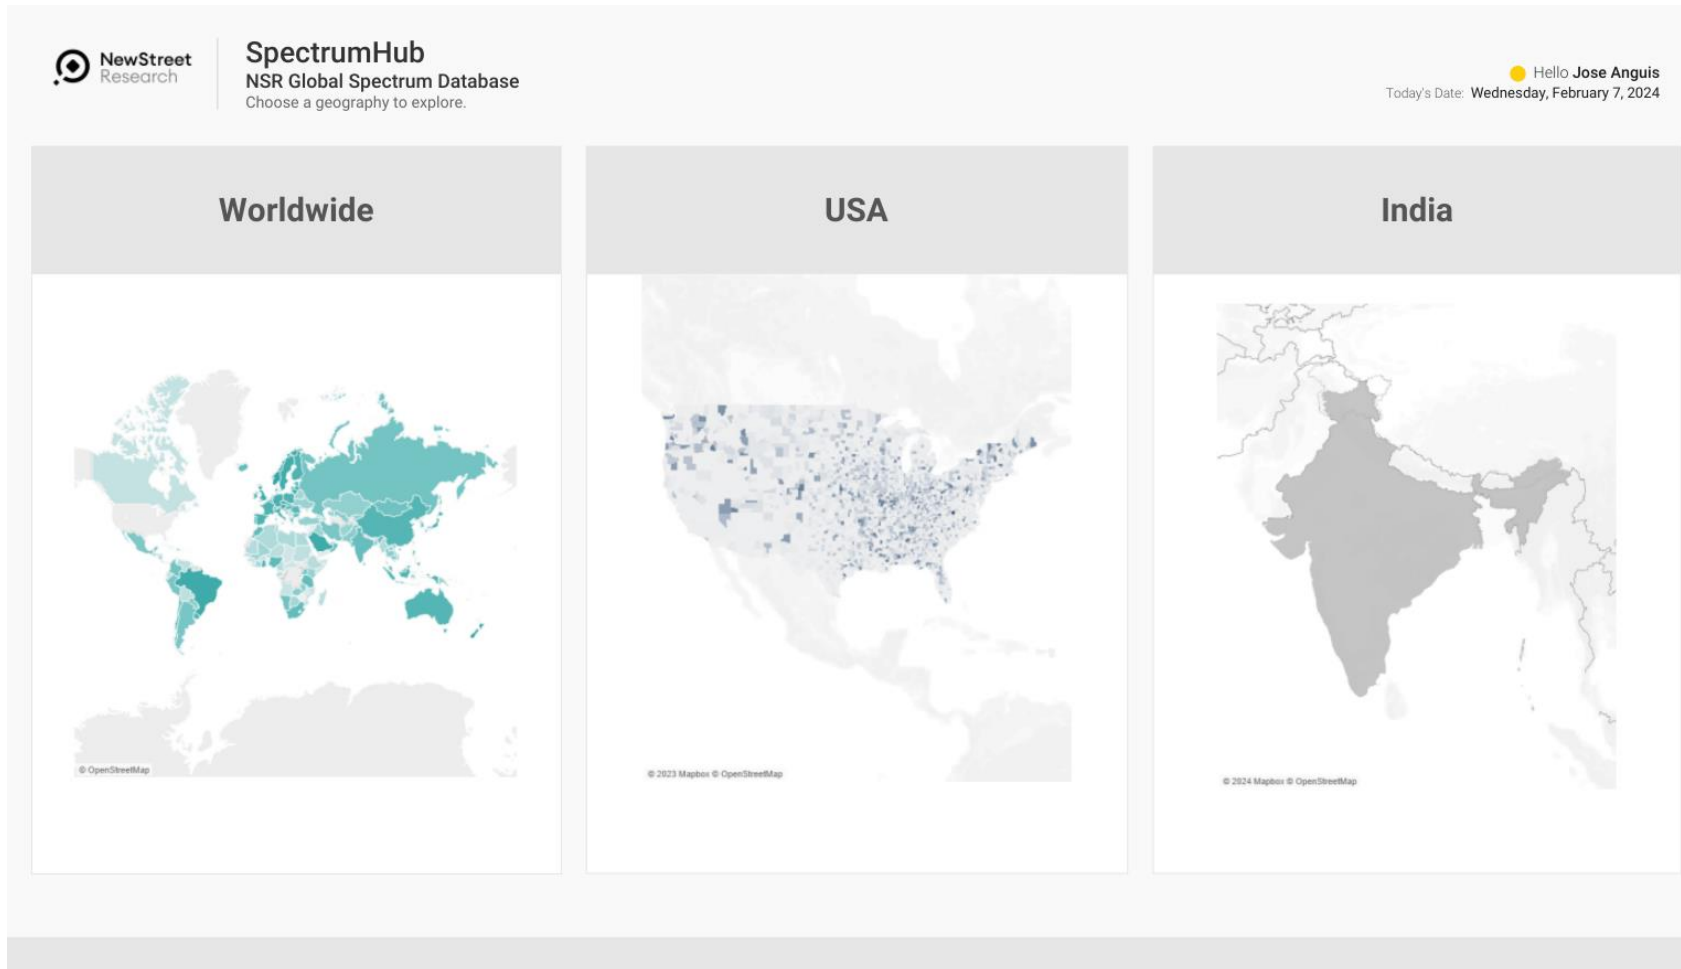 NewStreet
Research
SpectrumHub
NSR Global Spectrum Database
Choose a geography to explore.
Hello Jose Anguis
Today's Date: Wednesday, February 7, 2024
Worldwide
USA
India
© OpenStreetMap
© 2023 Mapbox © OpenStreetMap
© 2024 Mapbox © OpenStreetMap